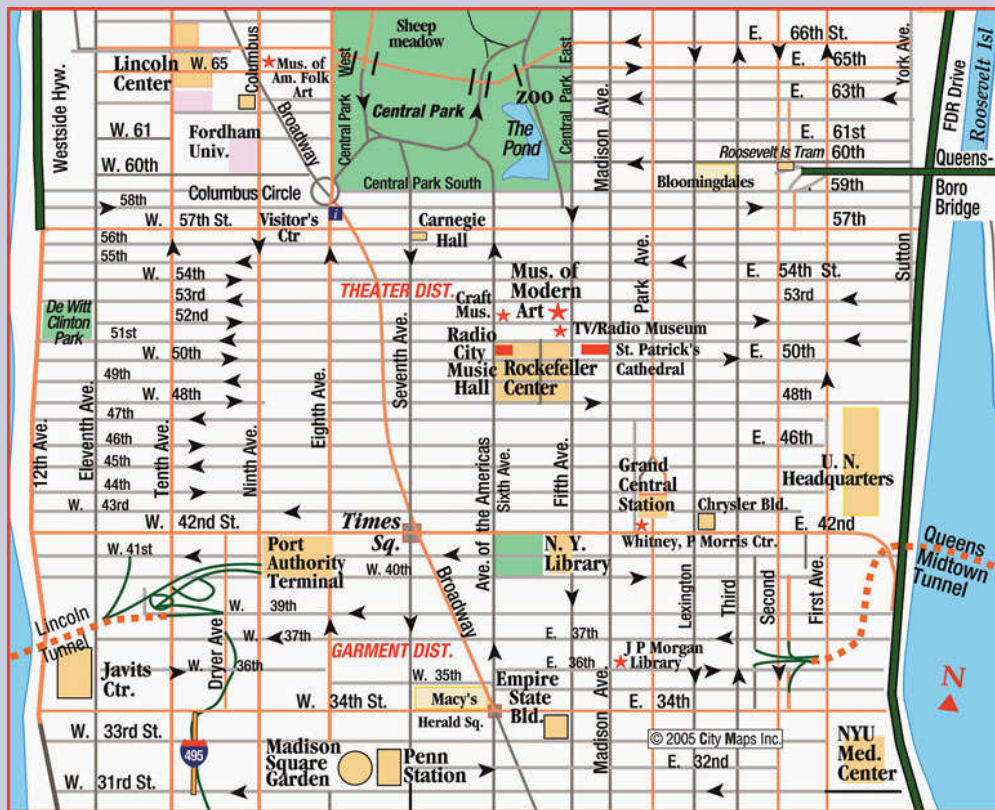 Sheep
meadow
E. 66th St.
Lincoln
Center
W. 65
Columbus
Mus. of
Am. Folk
Art
West
Central Park
East
Central Park
Central Park
ZOO
The
Pond
E. 65th
E. 63th
York Ave.
FDR Drive
Roosevelt Isl
Westside Hyw.
W. 61
Fordham
Univ.
Broadway
Madison Ave.
E. 61st
Roosevelt Is Tram
60th
Queens-
Boro
Bridge
W. 60th
Columbus Circle
Central Park South
Bloomingdales
59th
58th
W. 57th St.
Visitor's
Ctr
i
Carnegie
Hall
57th
56th
55th
W. 54th
53rd
52nd
De Witt
Clinton
Park
51st
W. 50th
49th
W. 48th
47th
46th
45th
44th
W. 43rd
W. 42nd St.
THEATER DIST.
Craft
Mus.
Mus. of
Modern
Art
TV/Radio Museum
Radio
City
Music
Hall
Rockefeller
Center
St. Patrick's
Cathedral
Park Ave.
E. 54th St.
53rd
Sutton
E. 50th
48th
E. 46th
U. N.
Headquarters
12th Ave.
Eleventh Ave.
Tenth Ave.
Ninth Ave.
Eighth Ave.
Seventh Ave.
Ave. of the Americas
Sixth Ave.
Fifth Ave.
Grand
Central
Station
Chrysler Bld.
E. 42nd
Whitney, P Morris Ctr.
Times
Sq.
W. 41st
Port
Authority
Terminal
W. 40th
Broadway
N. Y.
Library
Lexington
Third
Second
First Ave.
Queens
Midtown
Tunnel
Lincoln
Tunnel
W. 39th
W. 37th
W. 36th
Dryer Ave
GARMENT DIST.
E. 37th
E. 36th
J P Morgan
Library
Javits
Ctr.
W. 35th
Macy's
Herald Sq.
Empire
State
Bld.
Madison Ave.
W. 34th St.
E. 34th
N
W. 33rd St.
495
Madison
Square
Garden
Penn
Station
© 2005 City Maps Inc.
E. 32nd
NYU
Med.
Center
W. 31rd St.